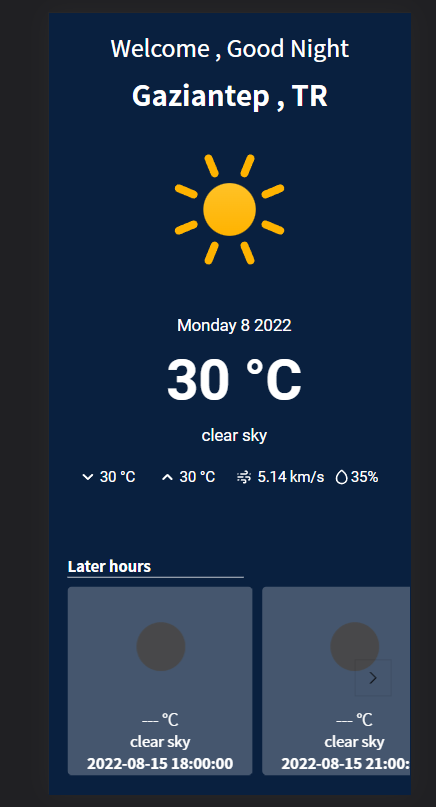 Welcome , Good Night
Gaziantep , TR
Monday 8 2022
30 °C
clear sky
30 °C 30 °C 5.14 km/s 35%
Later hours
--- °C --- °C
clear sky clear sky
2022-08-15 18:00:00 2022-08-15 21:00: